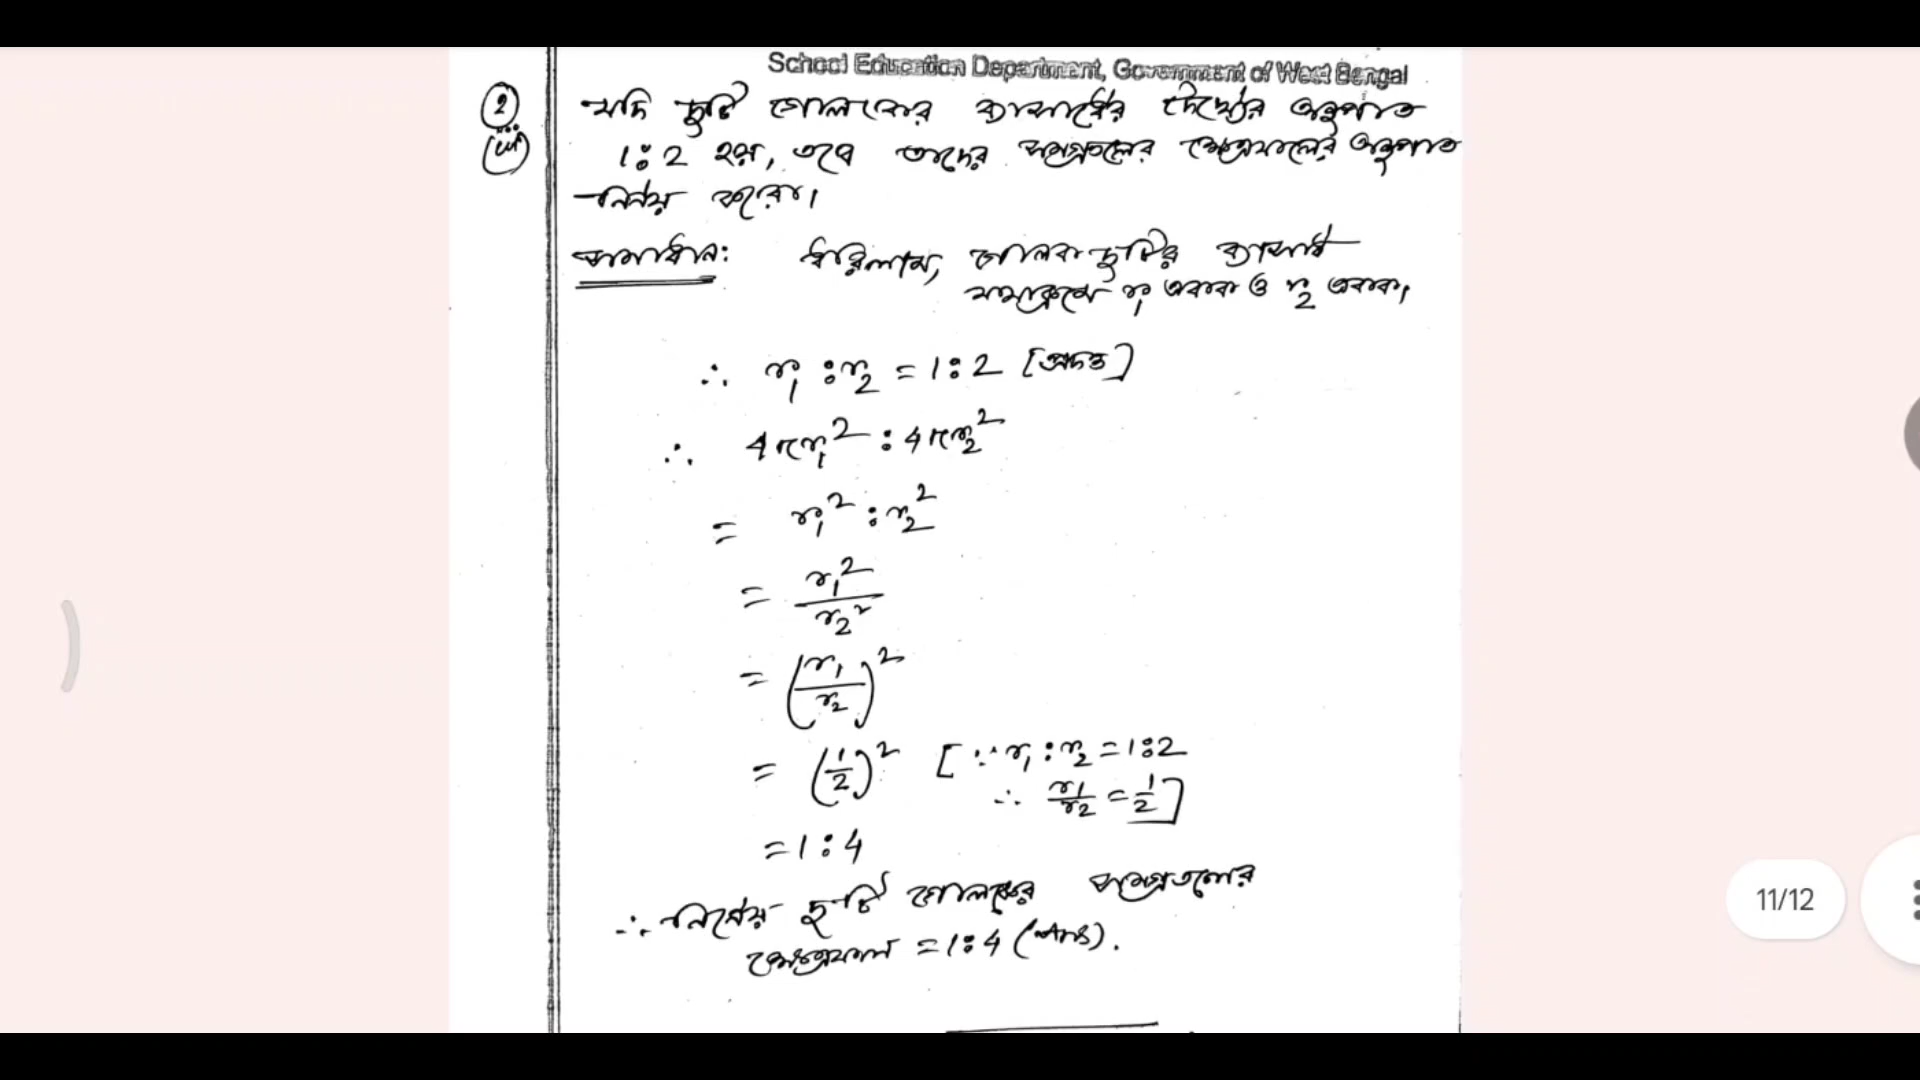 School Education Department, Government of West Bengal
2 যদি দুটি গোলকের ব্যাসার্ধের দৈর্ঘ্যের অনুপাত
(iii) 1:2 হয়, তবে তাদের সমগ্রতলের ক্ষেত্রফলের অনুপাত
নির্ণয় করো।
সমাধান: ধরিলাম, গোলক দুটির ব্যাসার্ধ
যথাক্রমে r₁ একক ও r₂ একক,
∴ r₁ : r₂ = 1:2 [প্রদত্ত]
∴ 4πr₁² : 4πr₂²
= r₁² : r₂²
= r₁²/r₂²
= (r₁/r₂)²
= (1/2)² [∵ r₁ : r₂ = 1:2
∴ r₁/r₂ = 1/2]
= 1:4
∴ নির্ণেয় দুটি গোলকের সমগ্রতলের
ক্ষেত্রফল = 1:4 (Ans).
11/12